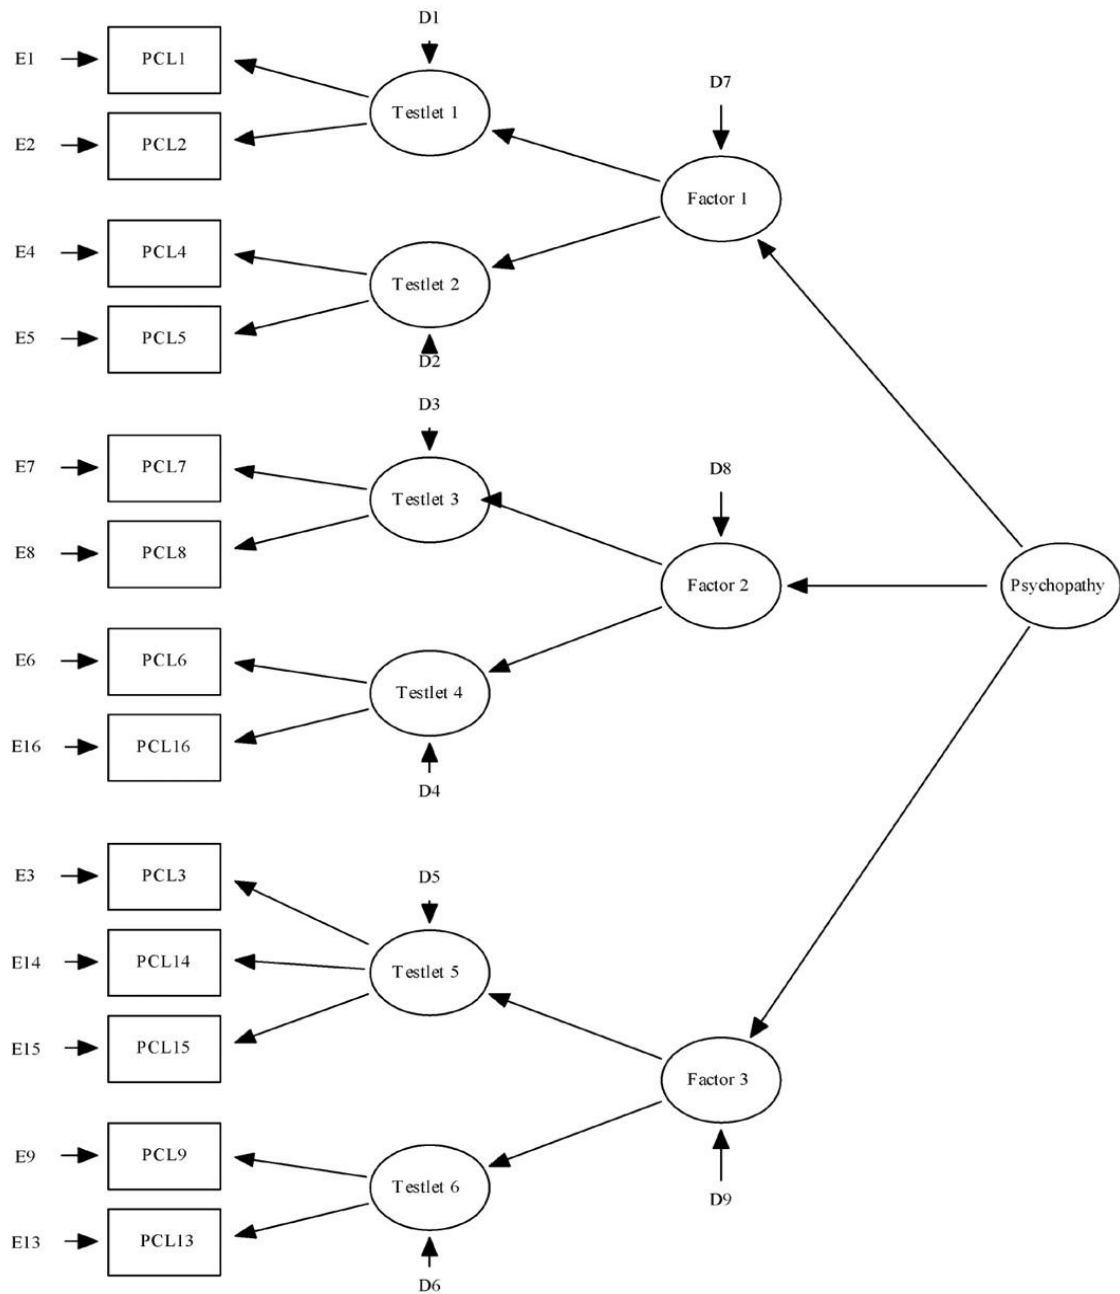 D1
E1 PCL1
Testlet 1
D7
E2 PCL2
Factor 1
E4 PCL4
Testlet 2
E5 PCL5
D2
D3
E7 PCL7
D8
Testlet 3
E8 PCL8
Factor 2 Psychopathy
E6 PCL6
Testlet 4
E16 PCL16
D4
E3 PCL3
D5
E14 PCL14
Testlet 5
E15 PCL15
Factor 3
E9 PCL9
Testlet 6
D9
E13 PCL13
D6